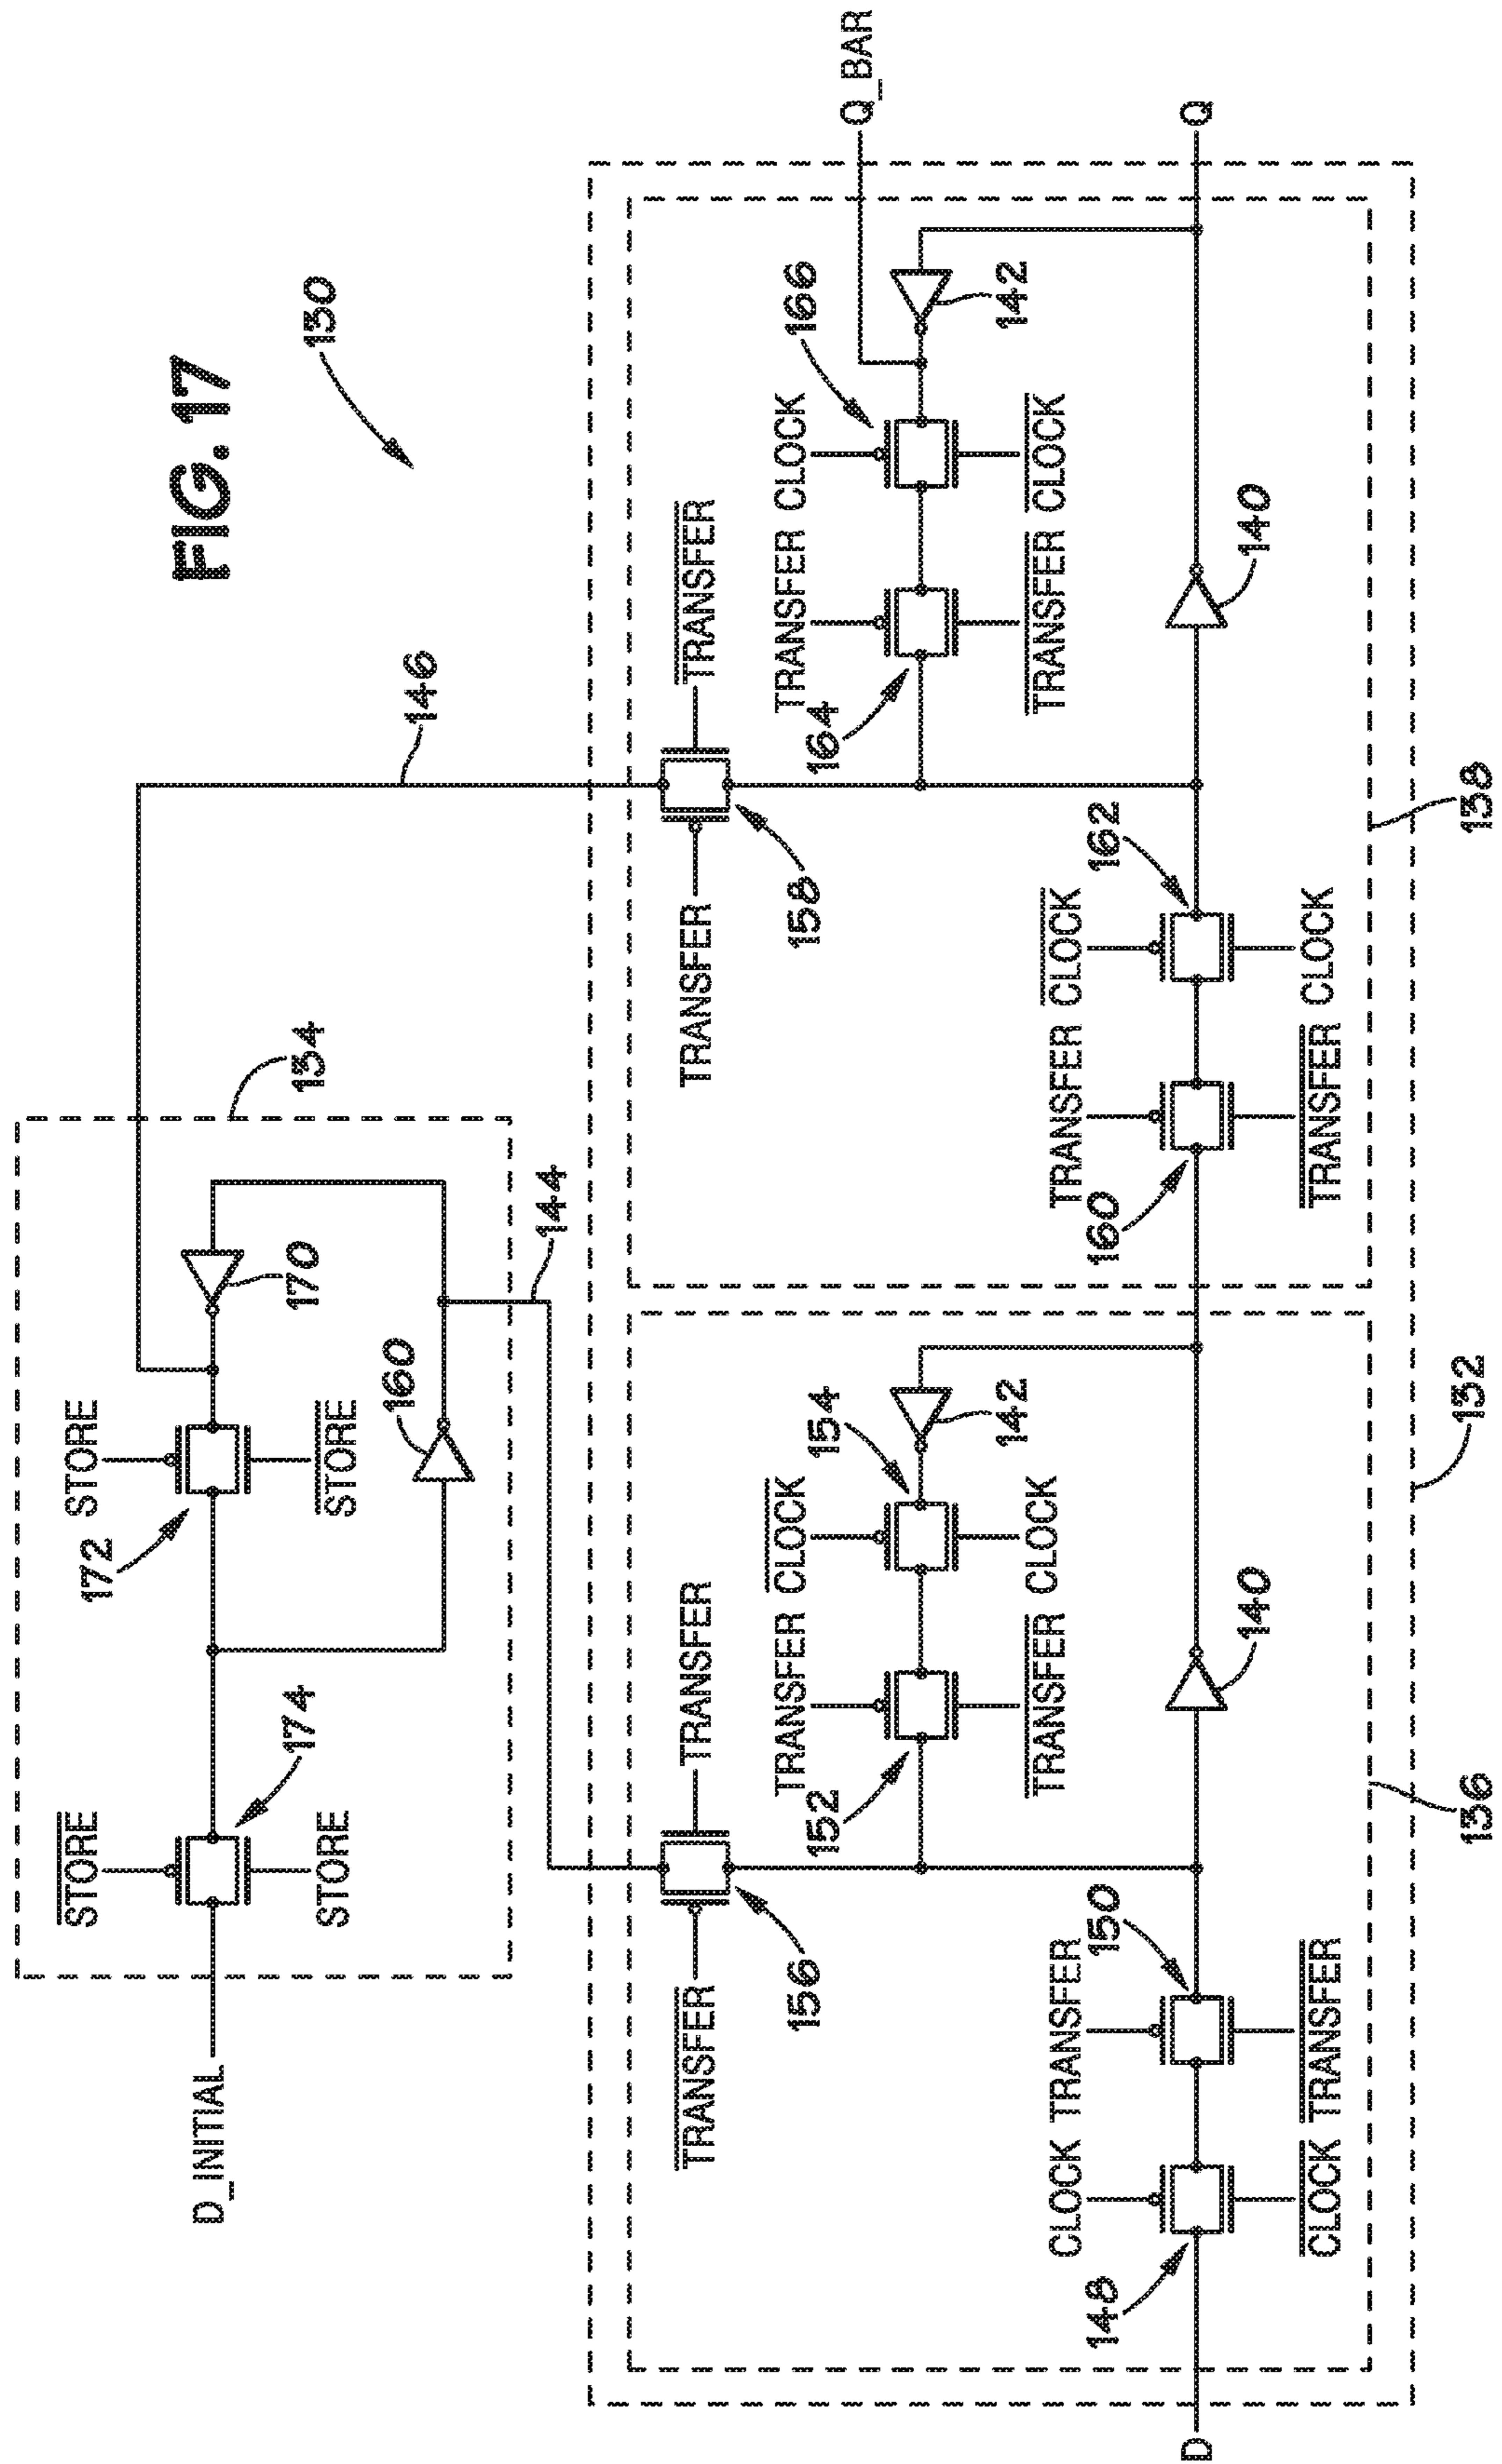 FIG. 17
130
STORE
STORE
172
174
170
134
D_INITIAL
STORE
STORE
160
146
144
TRANSFER
TRANSFER
156
TRANSFER
TRANSFER
158
Q_BAR
TRANSFER CLOCK
154
152
142
TRANSFER CLOCK
TRANSFER CLOCK
166
164
142
TRANSFER CLOCK
CLOCK TRANSFER
150
148
CLOCK TRANSFER
140
TRANSFER CLOCK
162
160
TRANSFER CLOCK
140
D
Q
136
132
138